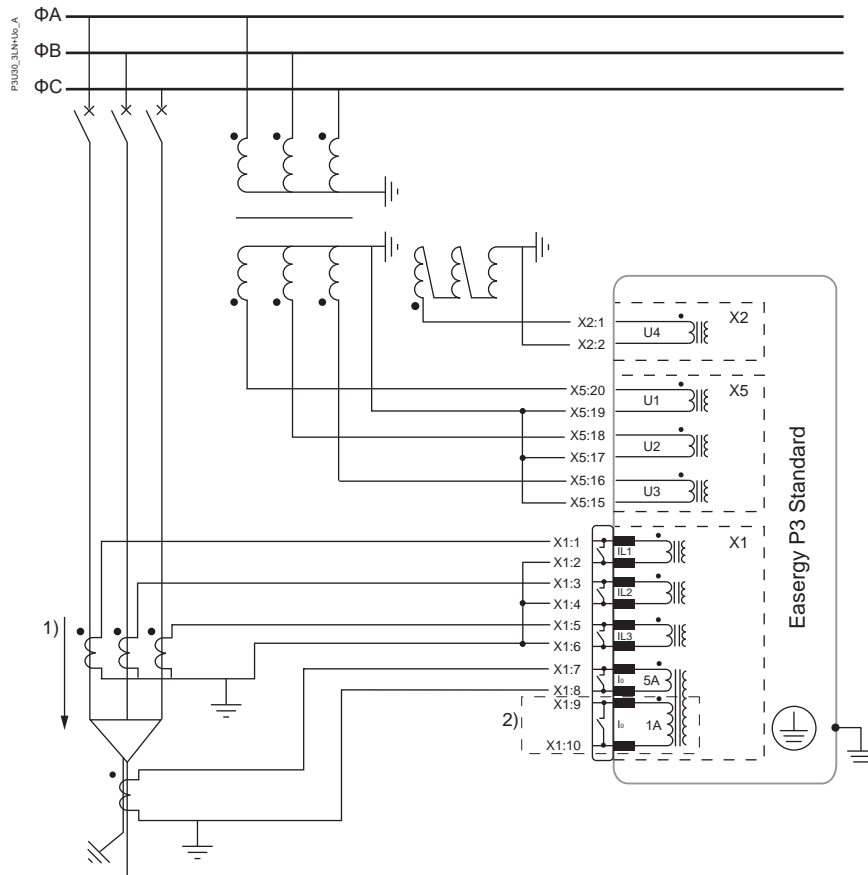 P3U30_3LN+Uo_A
ΦA
ΦB
ΦC
X2:1
X2:2
U4
X2
X5:20
X5:19
X5:18
X5:17
X5:16
X5:15
U1
U2
U3
X5
Easergy P3 Standard
X1:1
X1:2
X1:3
X1:4
X1:5
X1:6
X1:7
X1:8
X1:9
X1:10
IL1
IL2
IL3
I₀ 5A
I₀ 1A
X1
1)
2)